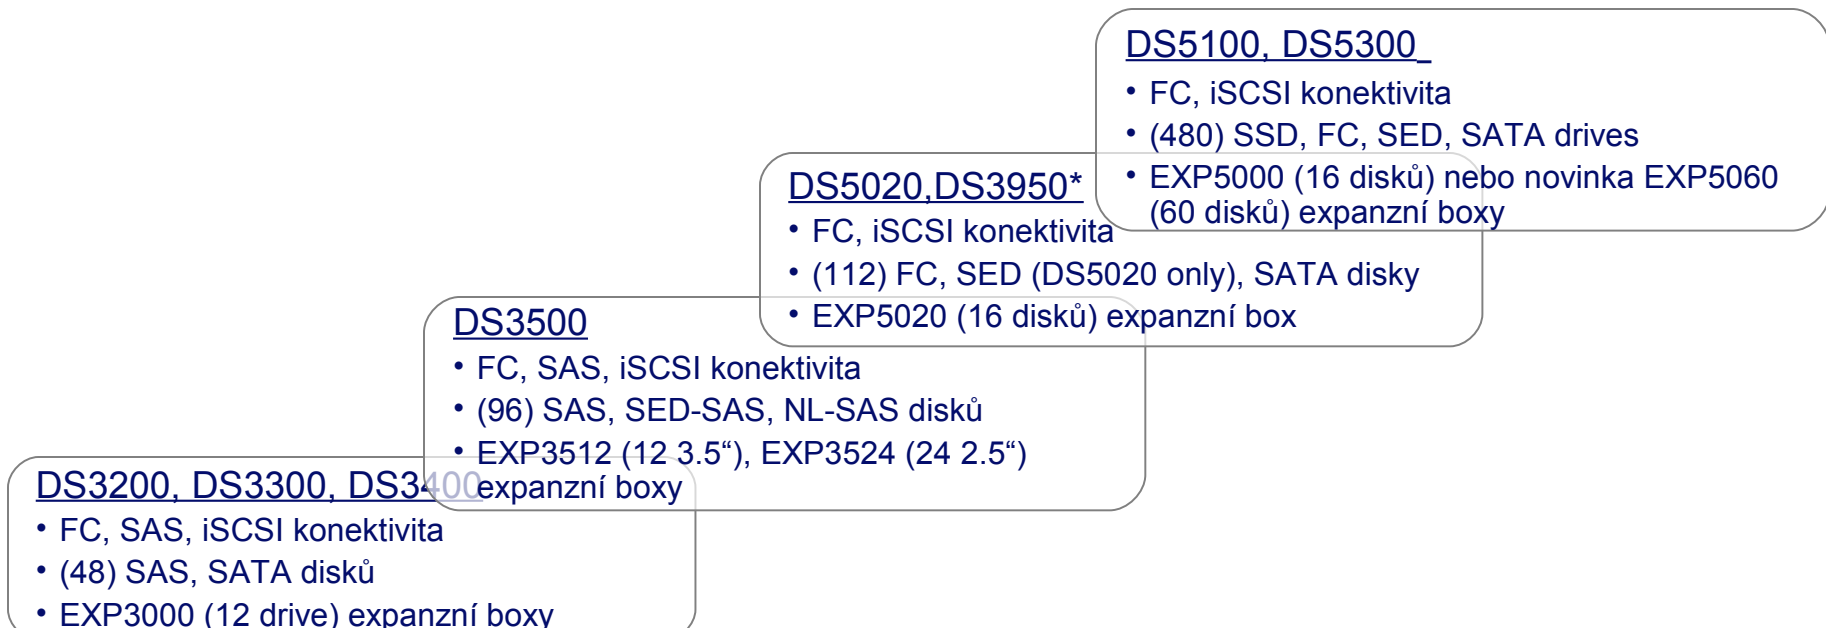 DS5100, DS5300_
• FC, iSCSI konektivita
• (480) SSD, FC, SED, SATA drives
• EXP5000 (16 disků) nebo novinka EXP5060
(60 disků) expanzní boxy
DS5020,DS3950*
• FC, iSCSI konektivita
• (112) FC, SED (DS5020 only), SATA disky
• EXP5020 (16 disků) expanzní box
DS3500
• FC, SAS, iSCSI konektivita
• (96) SAS, SED-SAS, NL-SAS disků
• EXP3512 (12 3.5“), EXP3524 (24 2.5“)
expanzní boxy
DS3200, DS3300, DS3400
• FC, SAS, iSCSI konektivita
• (48) SAS, SATA disků
• EXP3000 (12 drive) expanzní boxy